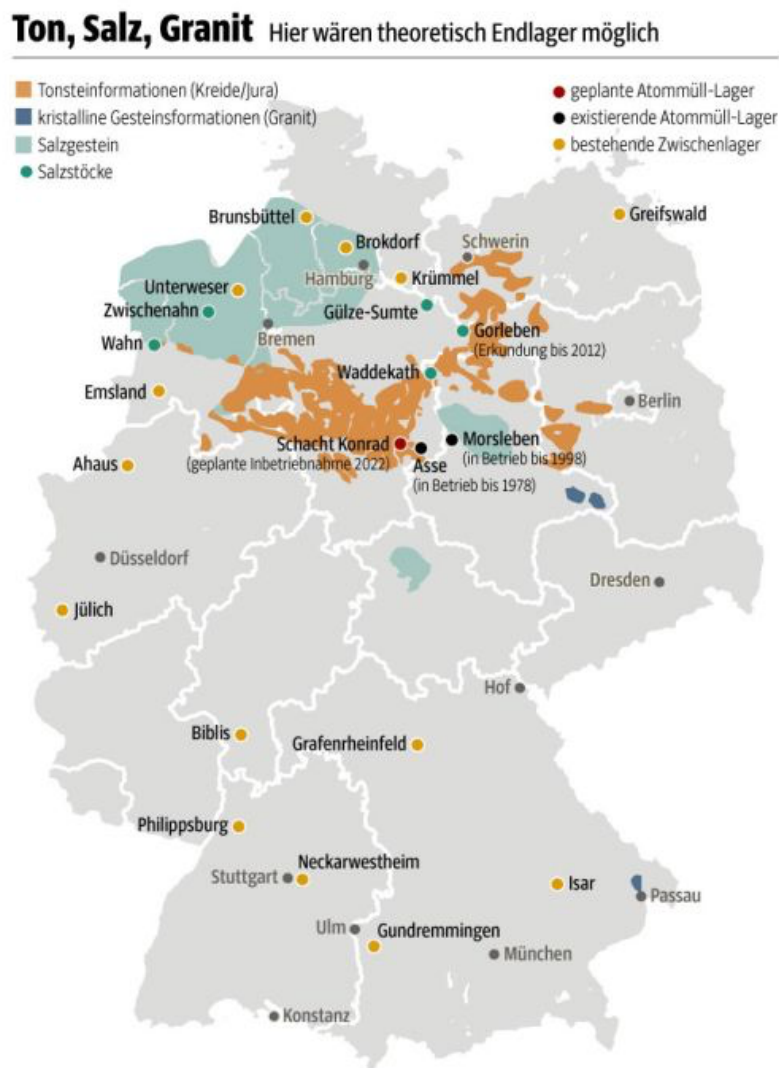 Ton, Salz, Granit Hier wären theoretisch Endlager möglich
Tonsteinformationen (Kreide/Jura)
kristalline Gesteinsformationen (Granit)
Salzgestein
Salzstöcke
geplante Atommüll-Lager
existierende Atommüll-Lager
bestehende Zwischenlager
Brunsbüttel
Greifswald
Brokdorf
Schwerin
Hamburg
Krümmel
Unterweser
Zwischenahn
Gülze-Sumte
Bremen
Gorleben
(Erkundung bis 2012)
Wahn
Waddekath
Emsland
Berlin
Schacht Konrad
(geplante Inbetriebnahme 2022)
Morsleben
(in Betrieb bis 1998)
Asse
(in Betrieb bis 1978)
Ahaus
Düsseldorf
Dresden
Jülich
Hof
Biblis
Grafenrheinfeld
Philippsburg
Neckarwestheim
Stuttgart
Isar
Passau
Ulm
Gundremmingen
München
Konstanz